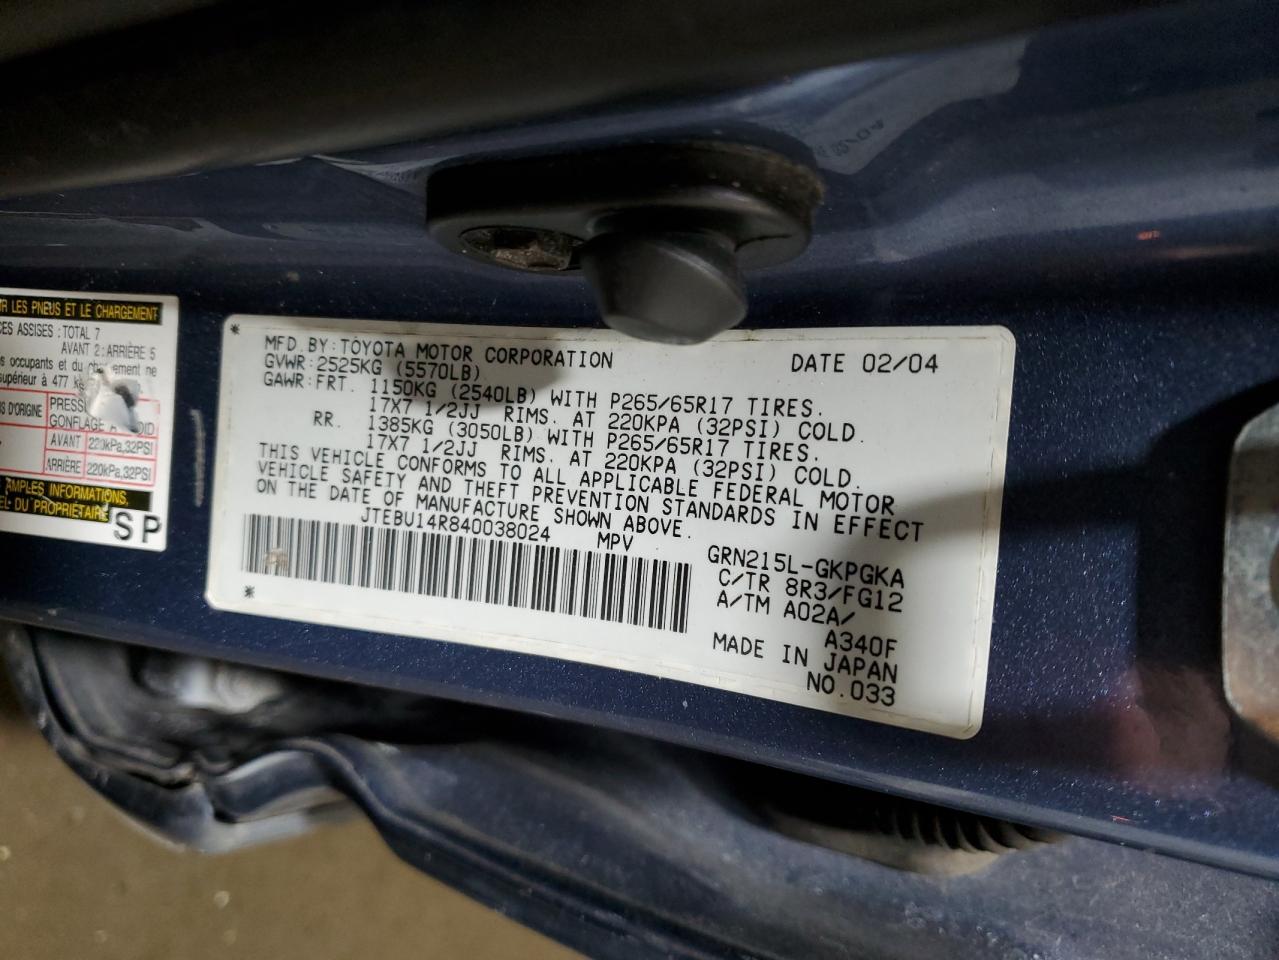 R LES PNEUS ET LE CHARGEMENT
CES ASSISES : TOTAL 7
AVANT 2 : ARRIÈRE 5
occupants et du ne
supérieur à 477
D'ORIGINE
GONFLAGE
AVANT 220kPa,32PSI
ARRIÈRE 220kPa,32PSI
AMPLES INFORMATIONS,
DU PROPRIÉTAIRE
SP
* MFD.BY:TOYOTA MOTOR CORPORATION DATE 02/04
GVWR:2525KG (5570LB)
GAWR:FRT. 1150KG (2540LB) WITH P265/65R17 TIRES.
17X7 1/2JJ RIMS. AT 220KPA (32PSI) COLD.
RR. 1385KG (3050LB) WITH P265/65R17 TIRES.
17X7 1/2JJ RIMS. AT 220KPA (32PSI) COLD.
THIS VEHICLE CONFORMS TO ALL APPLICABLE FEDERAL MOTOR
VEHICLE SAFETY AND THEFT PREVENTION STANDARDS IN EFFECT
ON THE DATE OF MANUFACTURE SHOWN ABOVE.
JTEBU14R840038024 MPV
GRN215L-GKPGKA
C/TR 8R3/FG12
A/TM A02A/
A340F
MADE IN JAPAN
NO.033
*